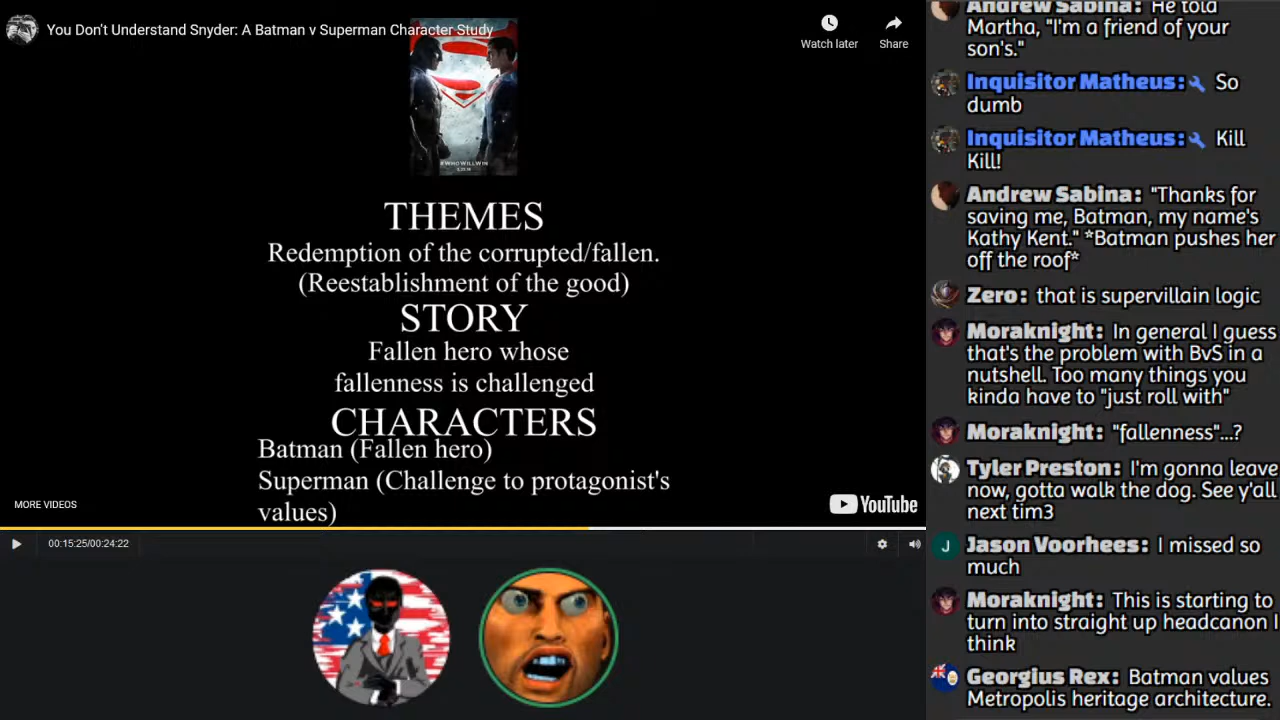 You Don't Understand Snyder: A Batman v Superman Character Study
Watch later
Share
#WHOWILLWIN
THEMES
Redemption of the corrupted/fallen.
(Reestablishment of the good)
STORY
Fallen hero whose
fallenness is challenged
CHARACTERS
Batman (Fallen hero)
Superman (Challenge to protagonist's
values)
MORE VIDEOS
YouTube
00:15:25/00:24:22
Andrew Sabina: He told
Martha, "I'm a friend of your
son's."
Inquisitor Matheus: So
dumb
Inquisitor Matheus: Kill
Kill!
Andrew Sabina: "Thanks for
saving me, Batman, my name's
Kathy Kent." *Batman pushes her
off the roof*
Zero: that is supervillain logic
Moraknight: In general I guess
that's the problem with BvS in a
nutshell. Too many things you
kinda have to "just roll with"
Moraknight: "fallenness"...?
Tyler Preston: I'm gonna leave
now, gotta walk the dog. See y'all
next tim3
J
Jason Voorhees: I missed so
much
Moraknight: This is starting to
turn into straight up headcanon I
think
Georgius Rex: Batman values
Metropolis heritage architecture.